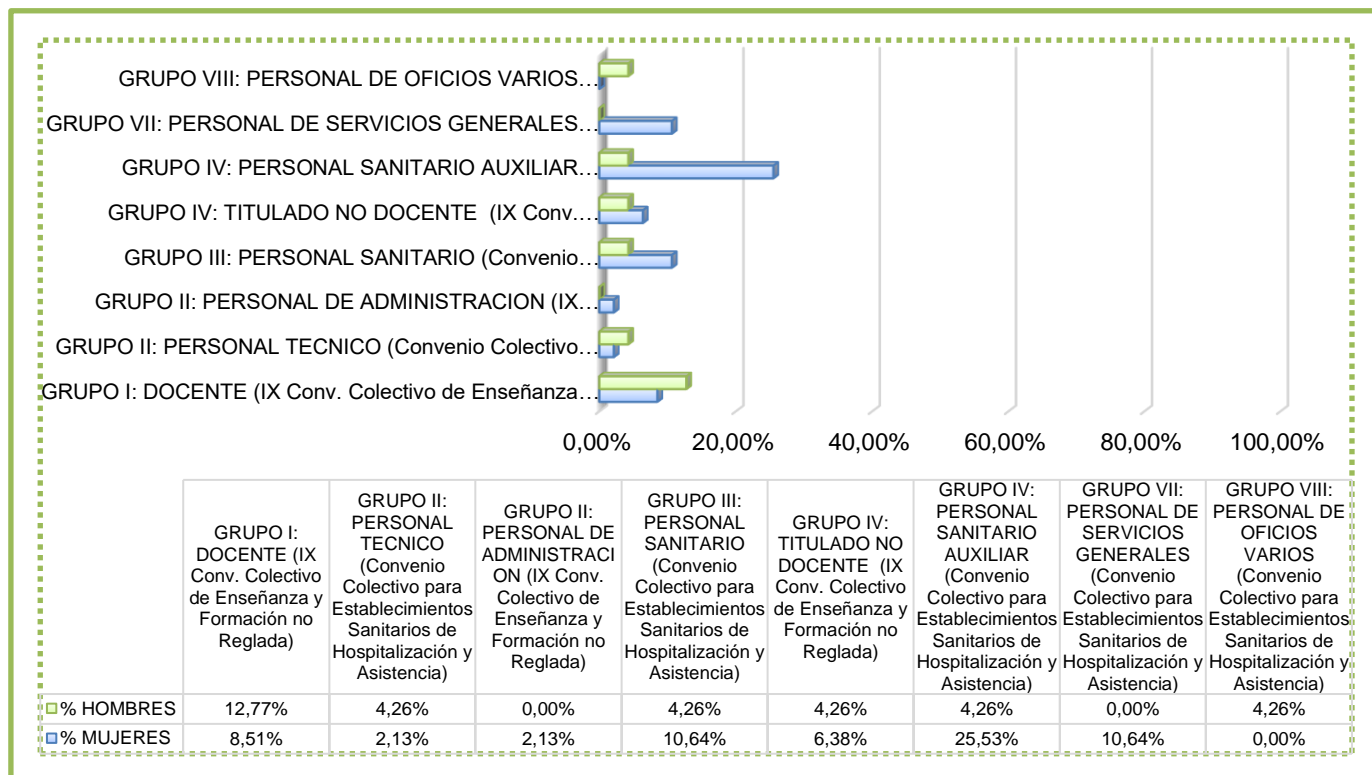 GRUPO VIII: PERSONAL DE OFICIOS VARIOS…
GRUPO VII: PERSONAL DE SERVICIOS GENERALES…
GRUPO IV: PERSONAL SANITARIO AUXILIAR…
GRUPO IV: TITULADO NO DOCENTE (IX Conv.…
GRUPO III: PERSONAL SANITARIO (Convenio…
GRUPO II: PERSONAL DE ADMINISTRACION (IX…
GRUPO II: PERSONAL TECNICO (Convenio Colectivo…
GRUPO I: DOCENTE (IX Conv. Colectivo de Enseñanza…
0,00% 20,00% 40,00% 60,00% 80,00% 100,00%
GRUPO I:
DOCENTE (IX
Conv. Colectivo
de Enseñanza y
Formación no
Reglada)
GRUPO II:
PERSONAL
TECNICO
(Convenio
Colectivo para
Establecimientos
Sanitarios de
Hospitalización y
Asistencia)
GRUPO II:
PERSONAL DE
ADMINISTRACI
ON (IX Conv.
Colectivo de
Enseñanza y
Formación no
Reglada)
GRUPO III:
PERSONAL
SANITARIO
(Convenio
Colectivo para
Establecimientos
Sanitarios de
Hospitalización y
Asistencia)
GRUPO IV:
TITULADO NO
DOCENTE (IX
Conv. Colectivo
de Enseñanza y
Formación no
Reglada)
GRUPO IV:
PERSONAL
SANITARIO
AUXILIAR
(Convenio
Colectivo para
Establecimientos
Sanitarios de
Hospitalización y
Asistencia)
GRUPO VII:
PERSONAL DE
SERVICIOS
GENERALES
(Convenio
Colectivo para
Establecimientos
Sanitarios de
Hospitalización y
Asistencia)
GRUPO VIII:
PERSONAL DE
OFICIOS
VARIOS
(Convenio
Colectivo para
Establecimientos
Sanitarios de
Hospitalización y
Asistencia)
% HOMBRES 12,77% 4,26% 0,00% 4,26% 4,26% 4,26% 0,00% 4,26%
% MUJERES 8,51% 2,13% 2,13% 10,64% 6,38% 25,53% 10,64% 0,00%